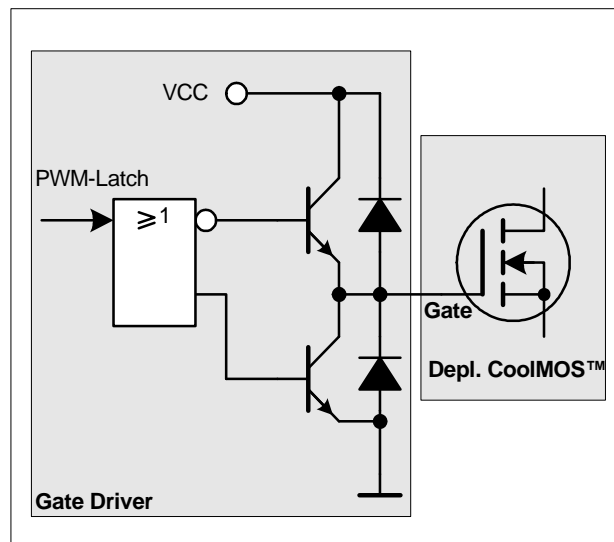 VCC
PWM-Latch
≥1
Gate
Depl. CoolMOS™
Gate Driver